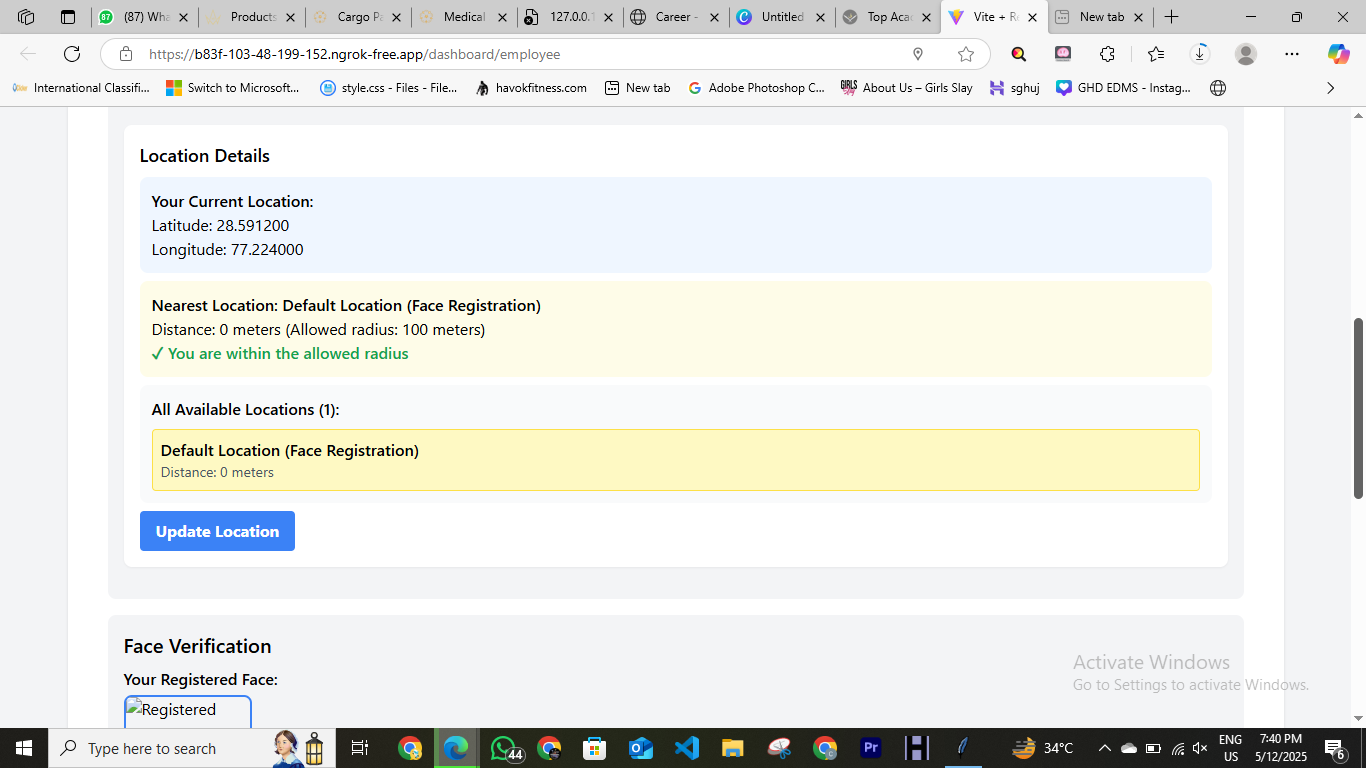 (87) Wha
Products
Cargo Pa
Medical
127.0.0.1
Career -
Untitled
Top Aca
Vite + Re
New tab
https://b83f-103-48-199-152.ngrok-free.app/dashboard/employee
International Classifi...
Switch to Microsoft...
style.css - Files - File...
havokfitness.com
New tab
Adobe Photoshop C...
About Us – Girls Slay
sghuj
GHD EDMS - Instag...
Location Details
Your Current Location:
Latitude: 28.591200
Longitude: 77.224000
Nearest Location: Default Location (Face Registration)
Distance: 0 meters (Allowed radius: 100 meters)
✓ You are within the allowed radius
All Available Locations (1):
Default Location (Face Registration)
Distance: 0 meters
Update Location
Face Verification
Your Registered Face:
Registered
Activate Windows
Go to Settings to activate Windows.
Type here to search
44
Pr
34°C
ENG
US
7:40 PM
5/12/2025
6